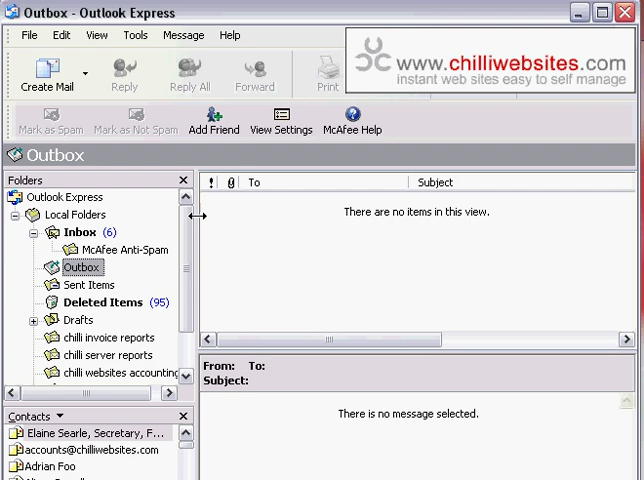 Outbox - Outlook Express
File Edit View Tools Message Help
www.chilliwebsites.com
instant web sites easy to self manage
Create Mail Reply Reply All Forward Print
Mark as Spam Mark as Not Spam Add Friend View Settings McAfee Help
Outbox
Folders
! To Subject
Outlook Express
Local Folders
Inbox (6)
McAfee Anti-Spam
Outbox
Sent Items
Deleted Items (95)
Drafts
chilli invoice reports
chilli server reports
chilli websites accounting
There are no items in this view.
From: To:
Subject:
There is no message selected.
Contacts
Elaine Searle, Secretary, F...
accounts@chilliwebsites.com
Adrian Foo